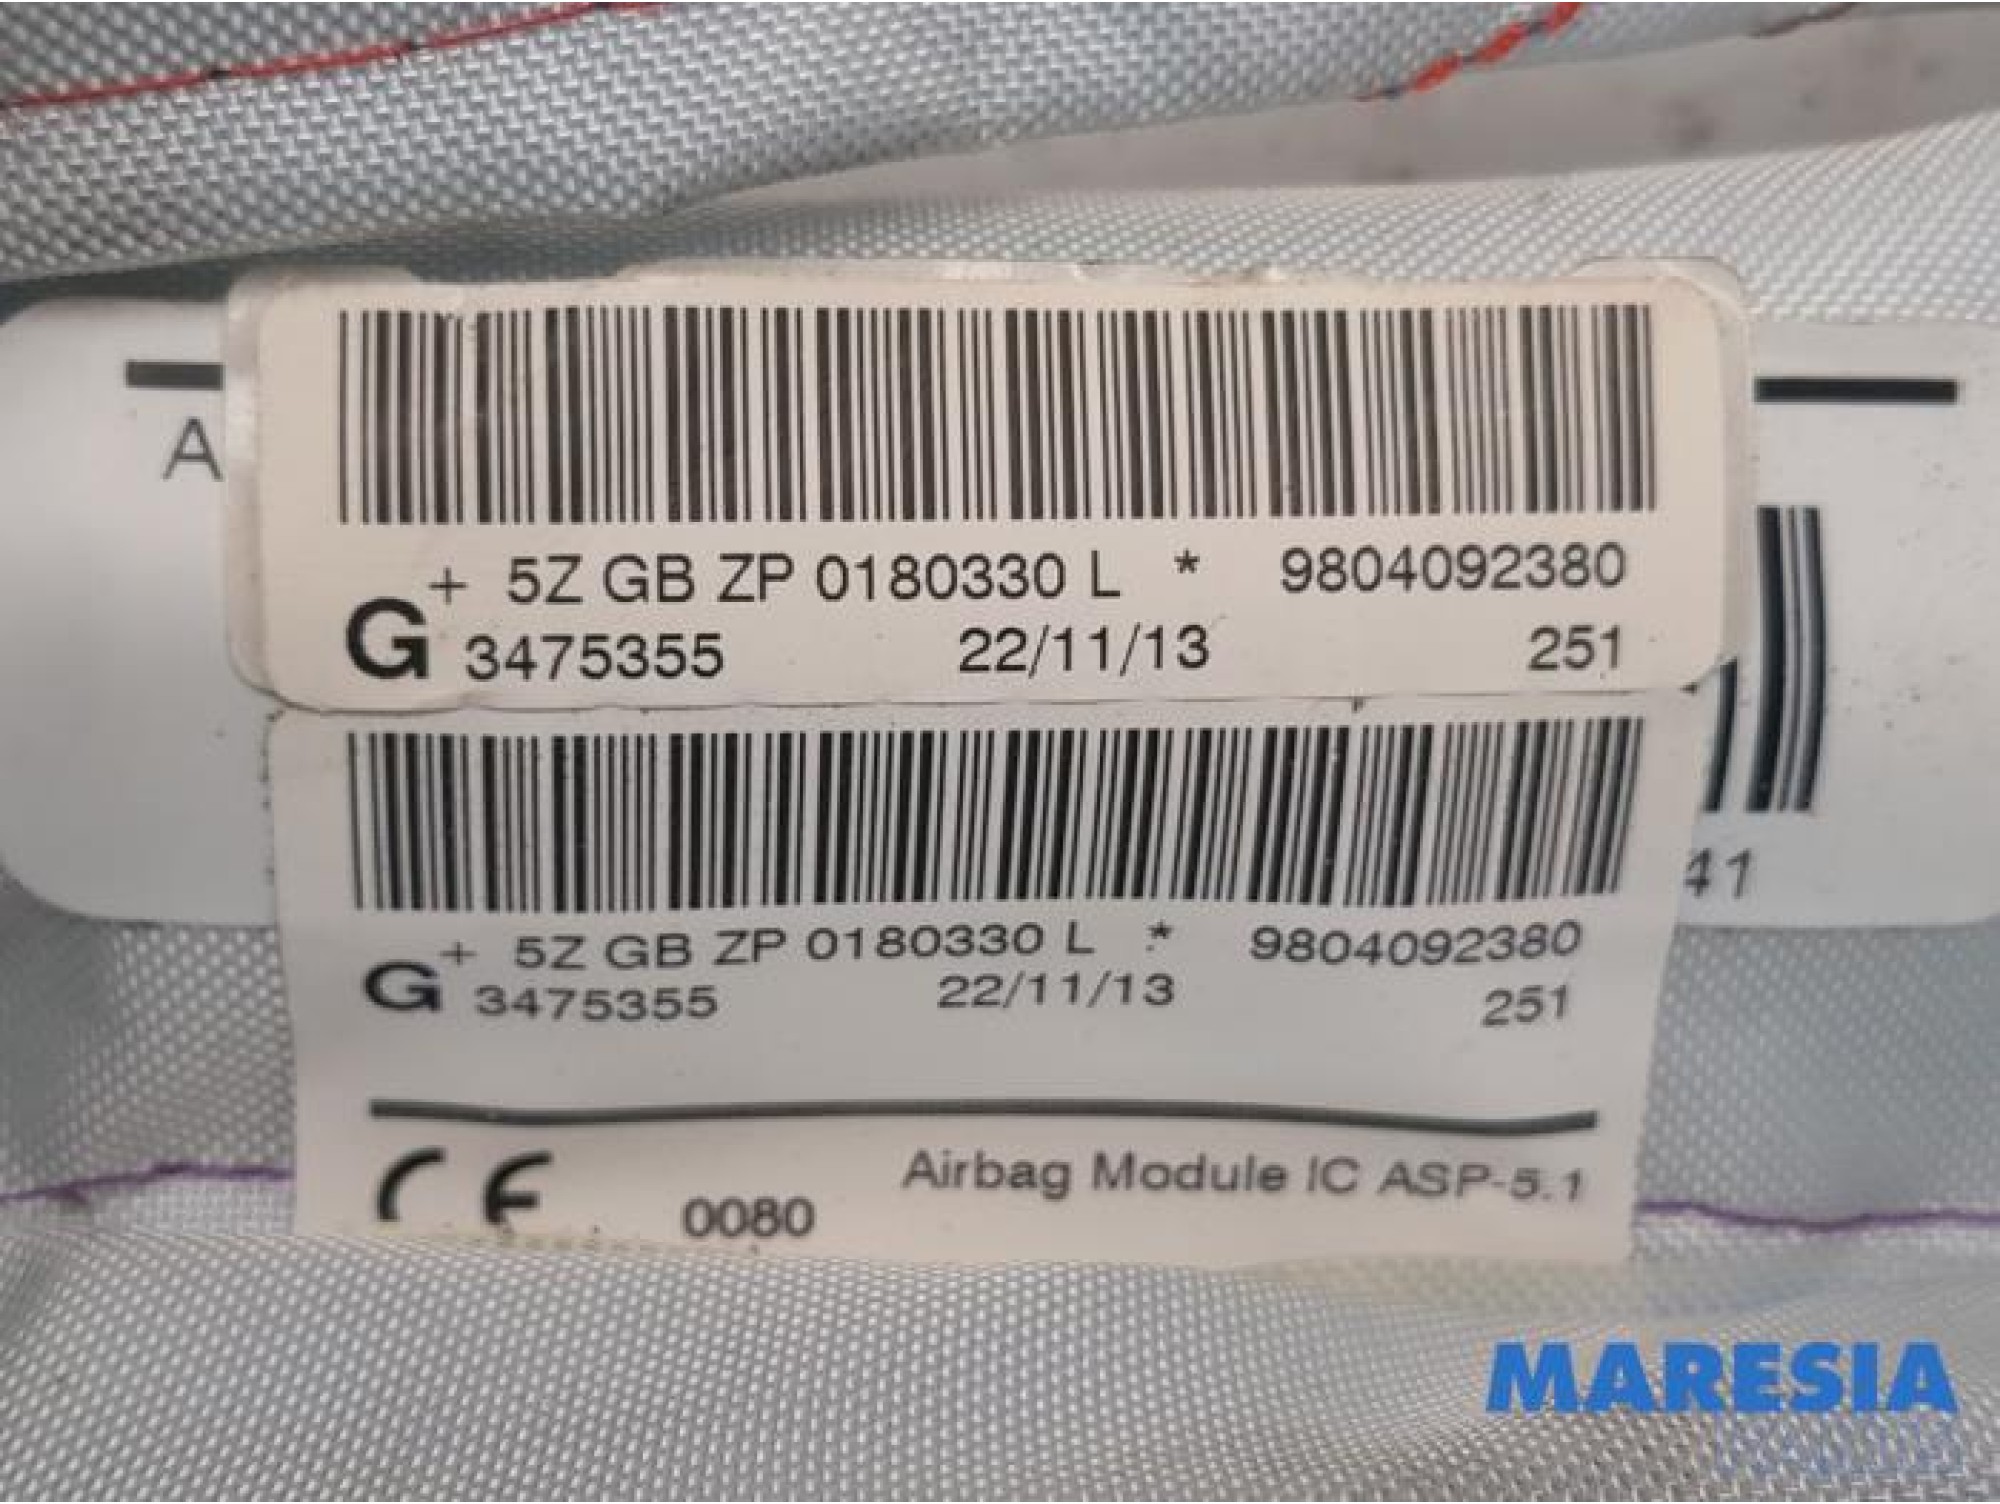 A
+ 5Z GB ZP 0180330 L * 9804092380
G 3475355 22/11/13 251
41
+ 5Z GB ZP 0180330 L * 9804092380
G 3475355 22/11/13 251
CE 0080 Airbag Module IC ASP-5.1
MARESIA